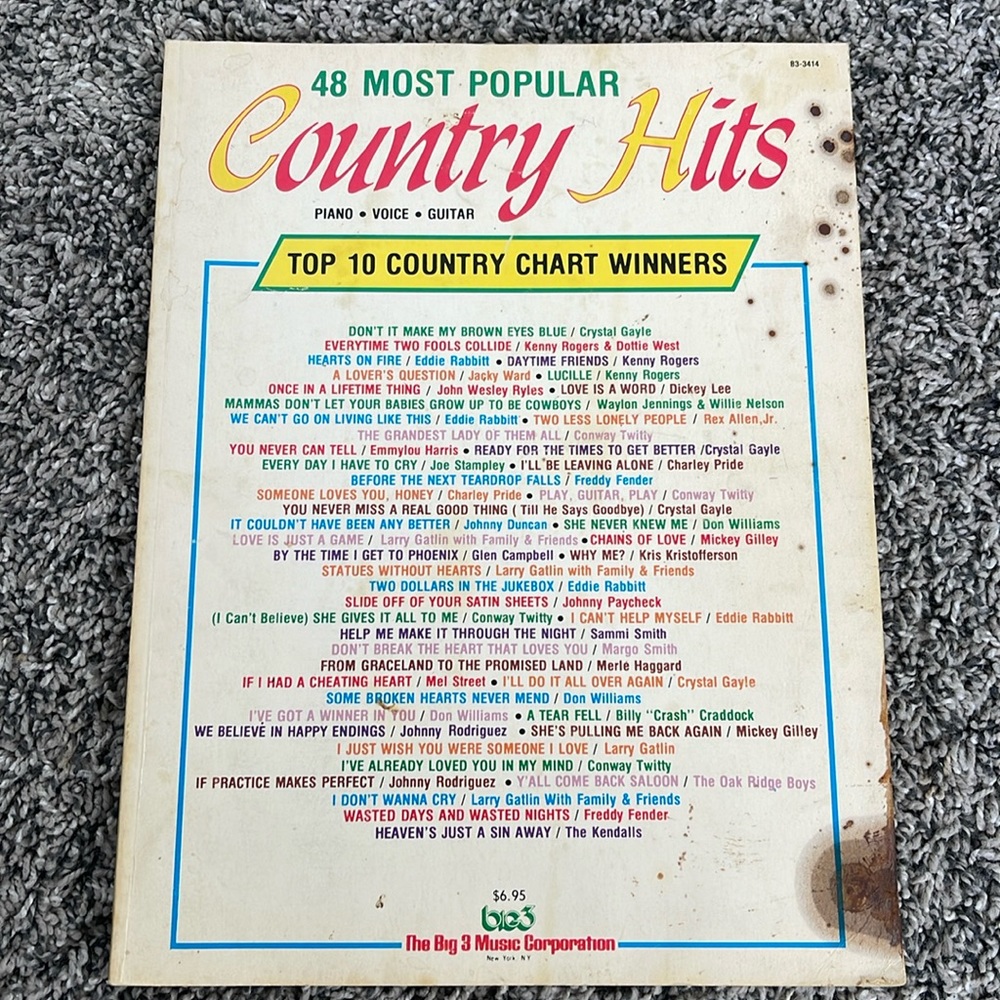 B3-3414
48 MOST POPULAR
Country Hits
PIANO • VOICE • GUITAR
TOP 10 COUNTRY CHART WINNERS
DON'T IT MAKE MY BROWN EYES BLUE / Crystal Gayle
EVERYTIME TWO FOOLS COLLIDE / Kenny Rogers & Dottie West
HEARTS ON FIRE / Eddie Rabbitt • DAYTIME FRIENDS / Kenny Rogers
A LOVER'S QUESTION / Jacky Ward • LUCILLE / Kenny Rogers
ONCE IN A LIFETIME THING / John Wesley Ryles • LOVE IS A WORD / Dickey Lee
MAMMAS DON'T LET YOUR BABIES GROW UP TO BE COWBOYS / Waylon Jennings & Willie Nelson
WE CAN'T GO ON LIVING LIKE THIS / Eddie Rabbitt • TWO LESS LONELY PEOPLE / Rex Allen,Jr.
THE GRANDEST LADY OF THEM ALL / Conway Twitty
YOU NEVER CAN TELL / Emmylou Harris • READY FOR THE TIMES TO GET BETTER /Crystal Gayle
EVERY DAY I HAVE TO CRY / Joe Stampley • I'LL BE LEAVING ALONE / Charley Pride
BEFORE THE NEXT TEARDROP FALLS / Freddy Fender
SOMEONE LOVES YOU, HONEY / Charley Pride • PLAY, GUITAR, PLAY / Conway Twitty
YOU NEVER MISS A REAL GOOD THING ( Till He Says Goodbye) / Crystal Gayle
IT COULDN'T HAVE BEEN ANY BETTER / Johnny Duncan • SHE NEVER KNEW ME / Don Williams
LOVE IS JUST A GAME / Larry Gatlin with Family & Friends • CHAINS OF LOVE / Mickey Gilley
BY THE TIME I GET TO PHOENIX / Glen Campbell • WHY ME? / Kris Kristofferson
STATUES WITHOUT HEARTS / Larry Gatlin with Family & Friends
TWO DOLLARS IN THE JUKEBOX / Eddie Rabbitt
SLIDE OFF OF YOUR SATIN SHEETS / Johnny Paycheck
(I Can't Believe) SHE GIVES IT ALL TO ME / Conway Twitty • I CAN'T HELP MYSELF / Eddie Rabbitt
HELP ME MAKE IT THROUGH THE NIGHT / Sammi Smith
DON'T BREAK THE HEART THAT LOVES YOU / Margo Smith
FROM GRACELAND TO THE PROMISED LAND / Merle Haggard
IF I HAD A CHEATING HEART / Mel Street • I'LL DO IT ALL OVER AGAIN / Crystal Gayle
SOME BROKEN HEARTS NEVER MEND / Don Williams
I'VE GOT A WINNER IN YOU / Don Williams • A TEAR FELL / Billy "Crash" Craddock
WE BELIEVE IN HAPPY ENDINGS / Johnny Rodriguez • SHE'S PULLING ME BACK AGAIN / Mickey Gilley
I JUST WISH YOU WERE SOMEONE I LOVE / Larry Gatlin
I'VE ALREADY LOVED YOU IN MY MIND / Conway Twitty
IF PRACTICE MAKES PERFECT / Johnny Rodriguez • Y'ALL COME BACK SALOON / The Oak Ridge Boys
I DON'T WANNA CRY / Larry Gatlin With Family & Friends
WASTED DAYS AND WASTED NIGHTS / Freddy Fender
HEAVEN'S JUST A SIN AWAY / The Kendalls
$6.95
big3
The Big 3 Music Corporation
New York NY